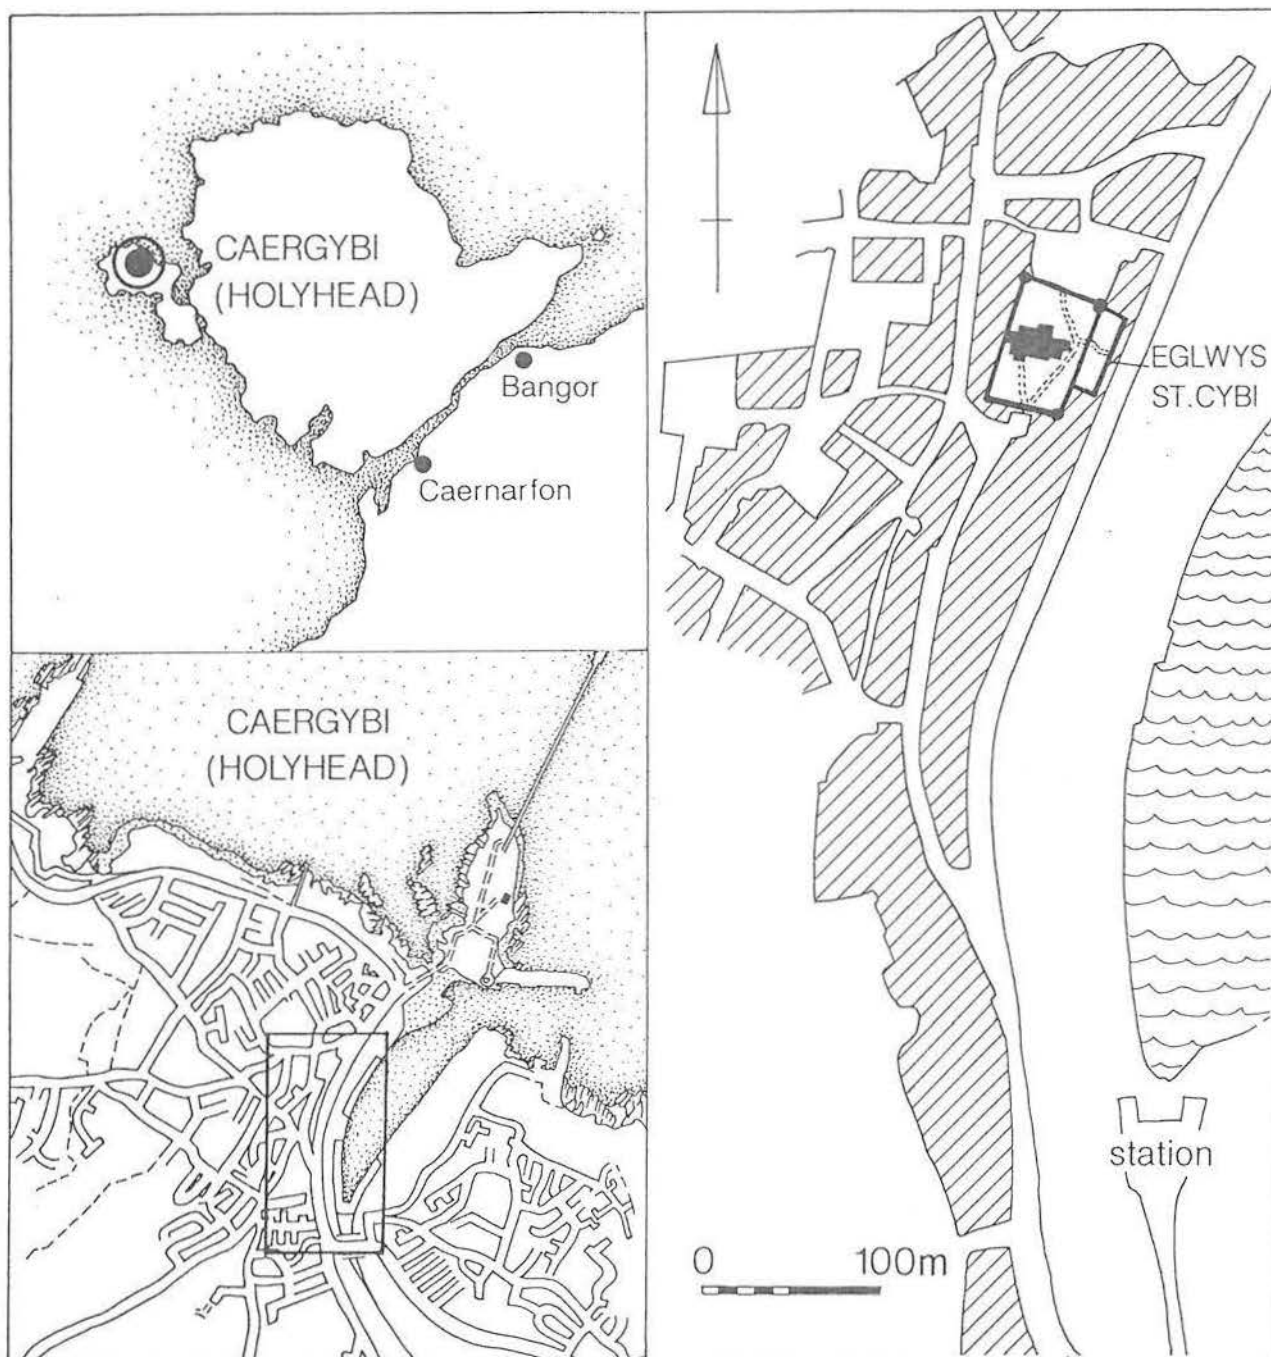 CAERGYBI
(HOLYHEAD)
Bangor
Caernarfon
CAERGYBI
(HOLYHEAD)
EGLWYS
ST.CYBI
station
0 100m